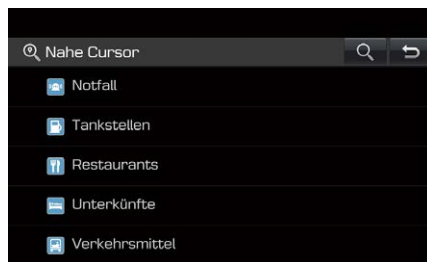 Nahe Cursor
Notfall
Tankstellen
Restaurants
Unterkünfte
Verkehrsmittel